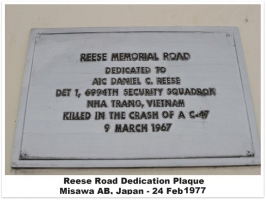 REESE MEMORIAL ROAD
DEDICATED TO
A1C DANIEL C. REESE
DET 1, 6994TH SECURITY SQUADRON
NHA TRANG, VIETNAM
KILLED IN THE CRASH OF A C-47
9 MARCH 1967
Reese Road Dedication Plaque
Misawa AB, Japan - 24 Feb1977